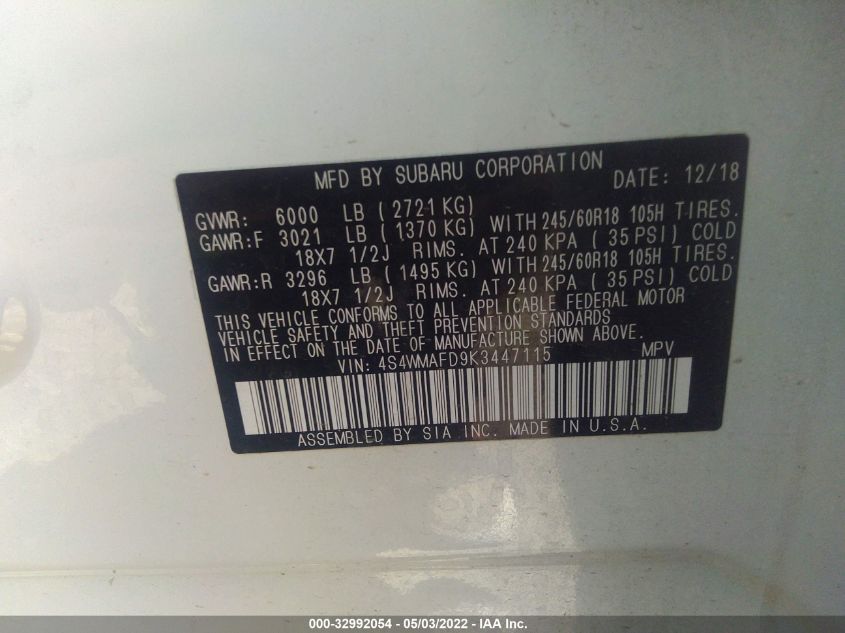 MFD BY SUBARU CORPORATION DATE: 12/18
GVWR: 6000 LB ( 2721 KG)
GAWR:F 3021 LB ( 1370 KG) WITH 245/60R18 105H TIRES.
18X7 1/2J RIMS. AT 240 KPA ( 35 PSI) COLD
GAWR:R 3296 LB ( 1495 KG) WITH 245/60R18 105H TIRES.
18X7 1/2J RIMS. AT 240 KPA ( 35 PSI) COLD
THIS VEHICLE CONFORMS TO ALL APPLICABLE FEDERAL MOTOR
VEHICLE SAFETY AND THEFT PREVENTION STANDARDS
IN EFFECT ON THE DATE OF MANUFACTURE SHOWN ABOVE.
VIN: 4S4WMAFD9K3447115 MPV
ASSEMBLED BY SIA INC. MADE IN U.S.A.
000-32992054 - 05/03/2022 - IAA Inc.